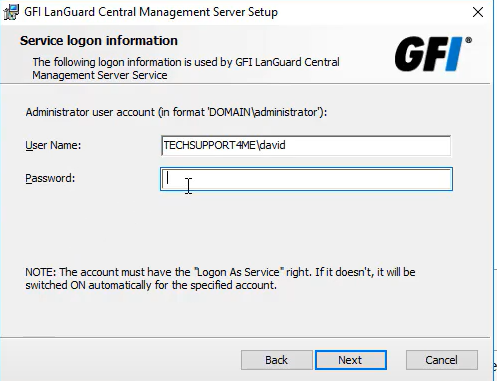 GFI LanGuard Central Management Server Setup
Service logon information
The following logon information is used by GFI LanGuard Central
Management Server Service
GFI®
Administrator user account (in format 'DOMAIN\administrator'):
User Name:
TECHSUPPORT4ME\david
Password:
NOTE: The account must have the "Logon As Service" right. If it doesn't, it will be
switched ON automatically for the specified account.
Back
Next
Cancel